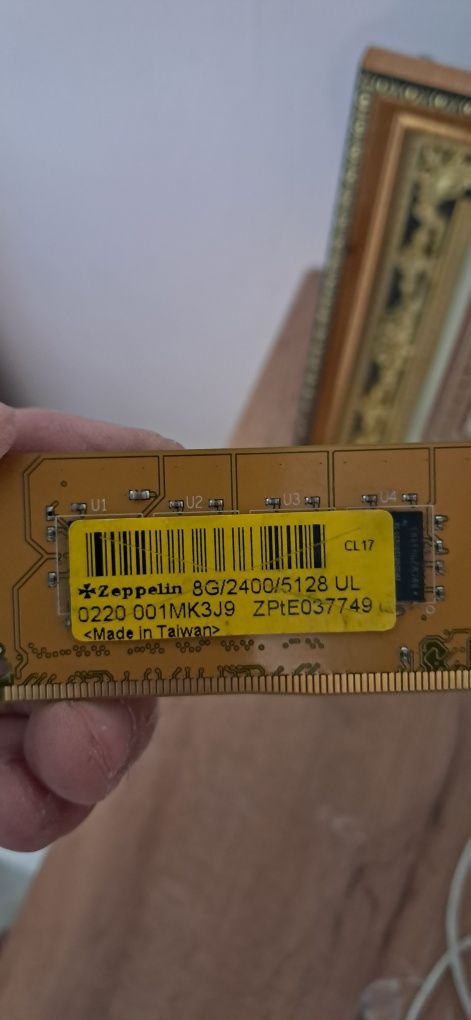 U1 U2 U3 U4
CL17
Zeppelin 8G/2400/5128 UL
0220 001MK3J9 ZPtE037749
<Made in Taiwan>